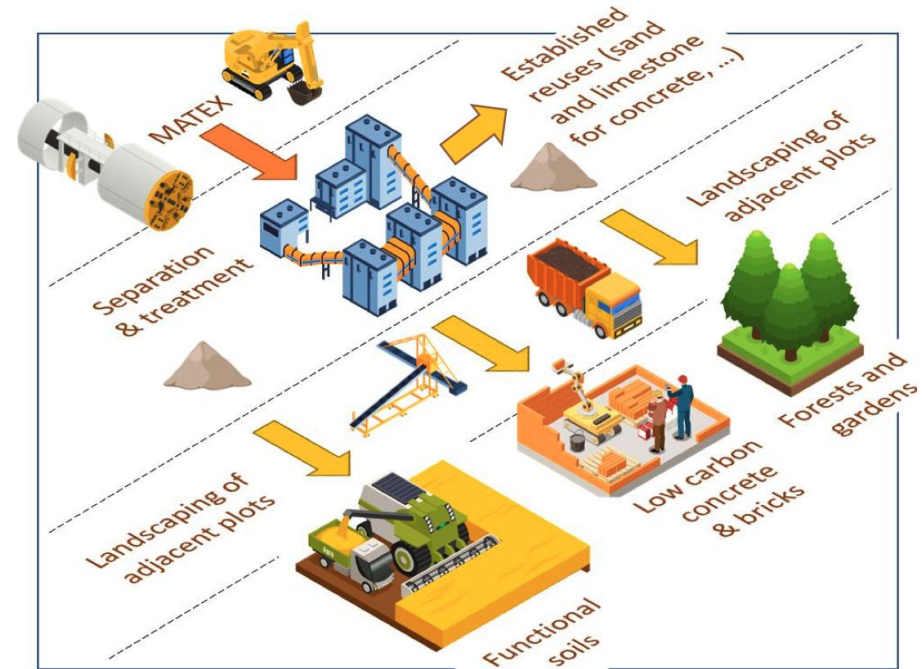 MATEX
Established
reuses (sand
and limestone
for concrete, ...)
Separation
& treatment
Landscaping of
adjacent plots
Landscaping of
adjacent plots
Forests and
gardens
Low carbon
concrete
& bricks
Functional
soils